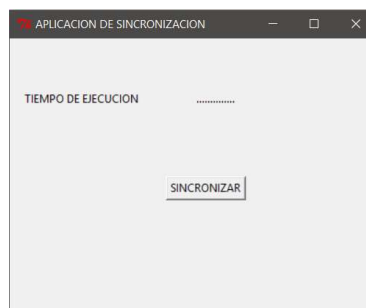 APLICACION DE SINCRONIZACION
TIEMPO DE EJECUCION ..............
SINCRONIZAR